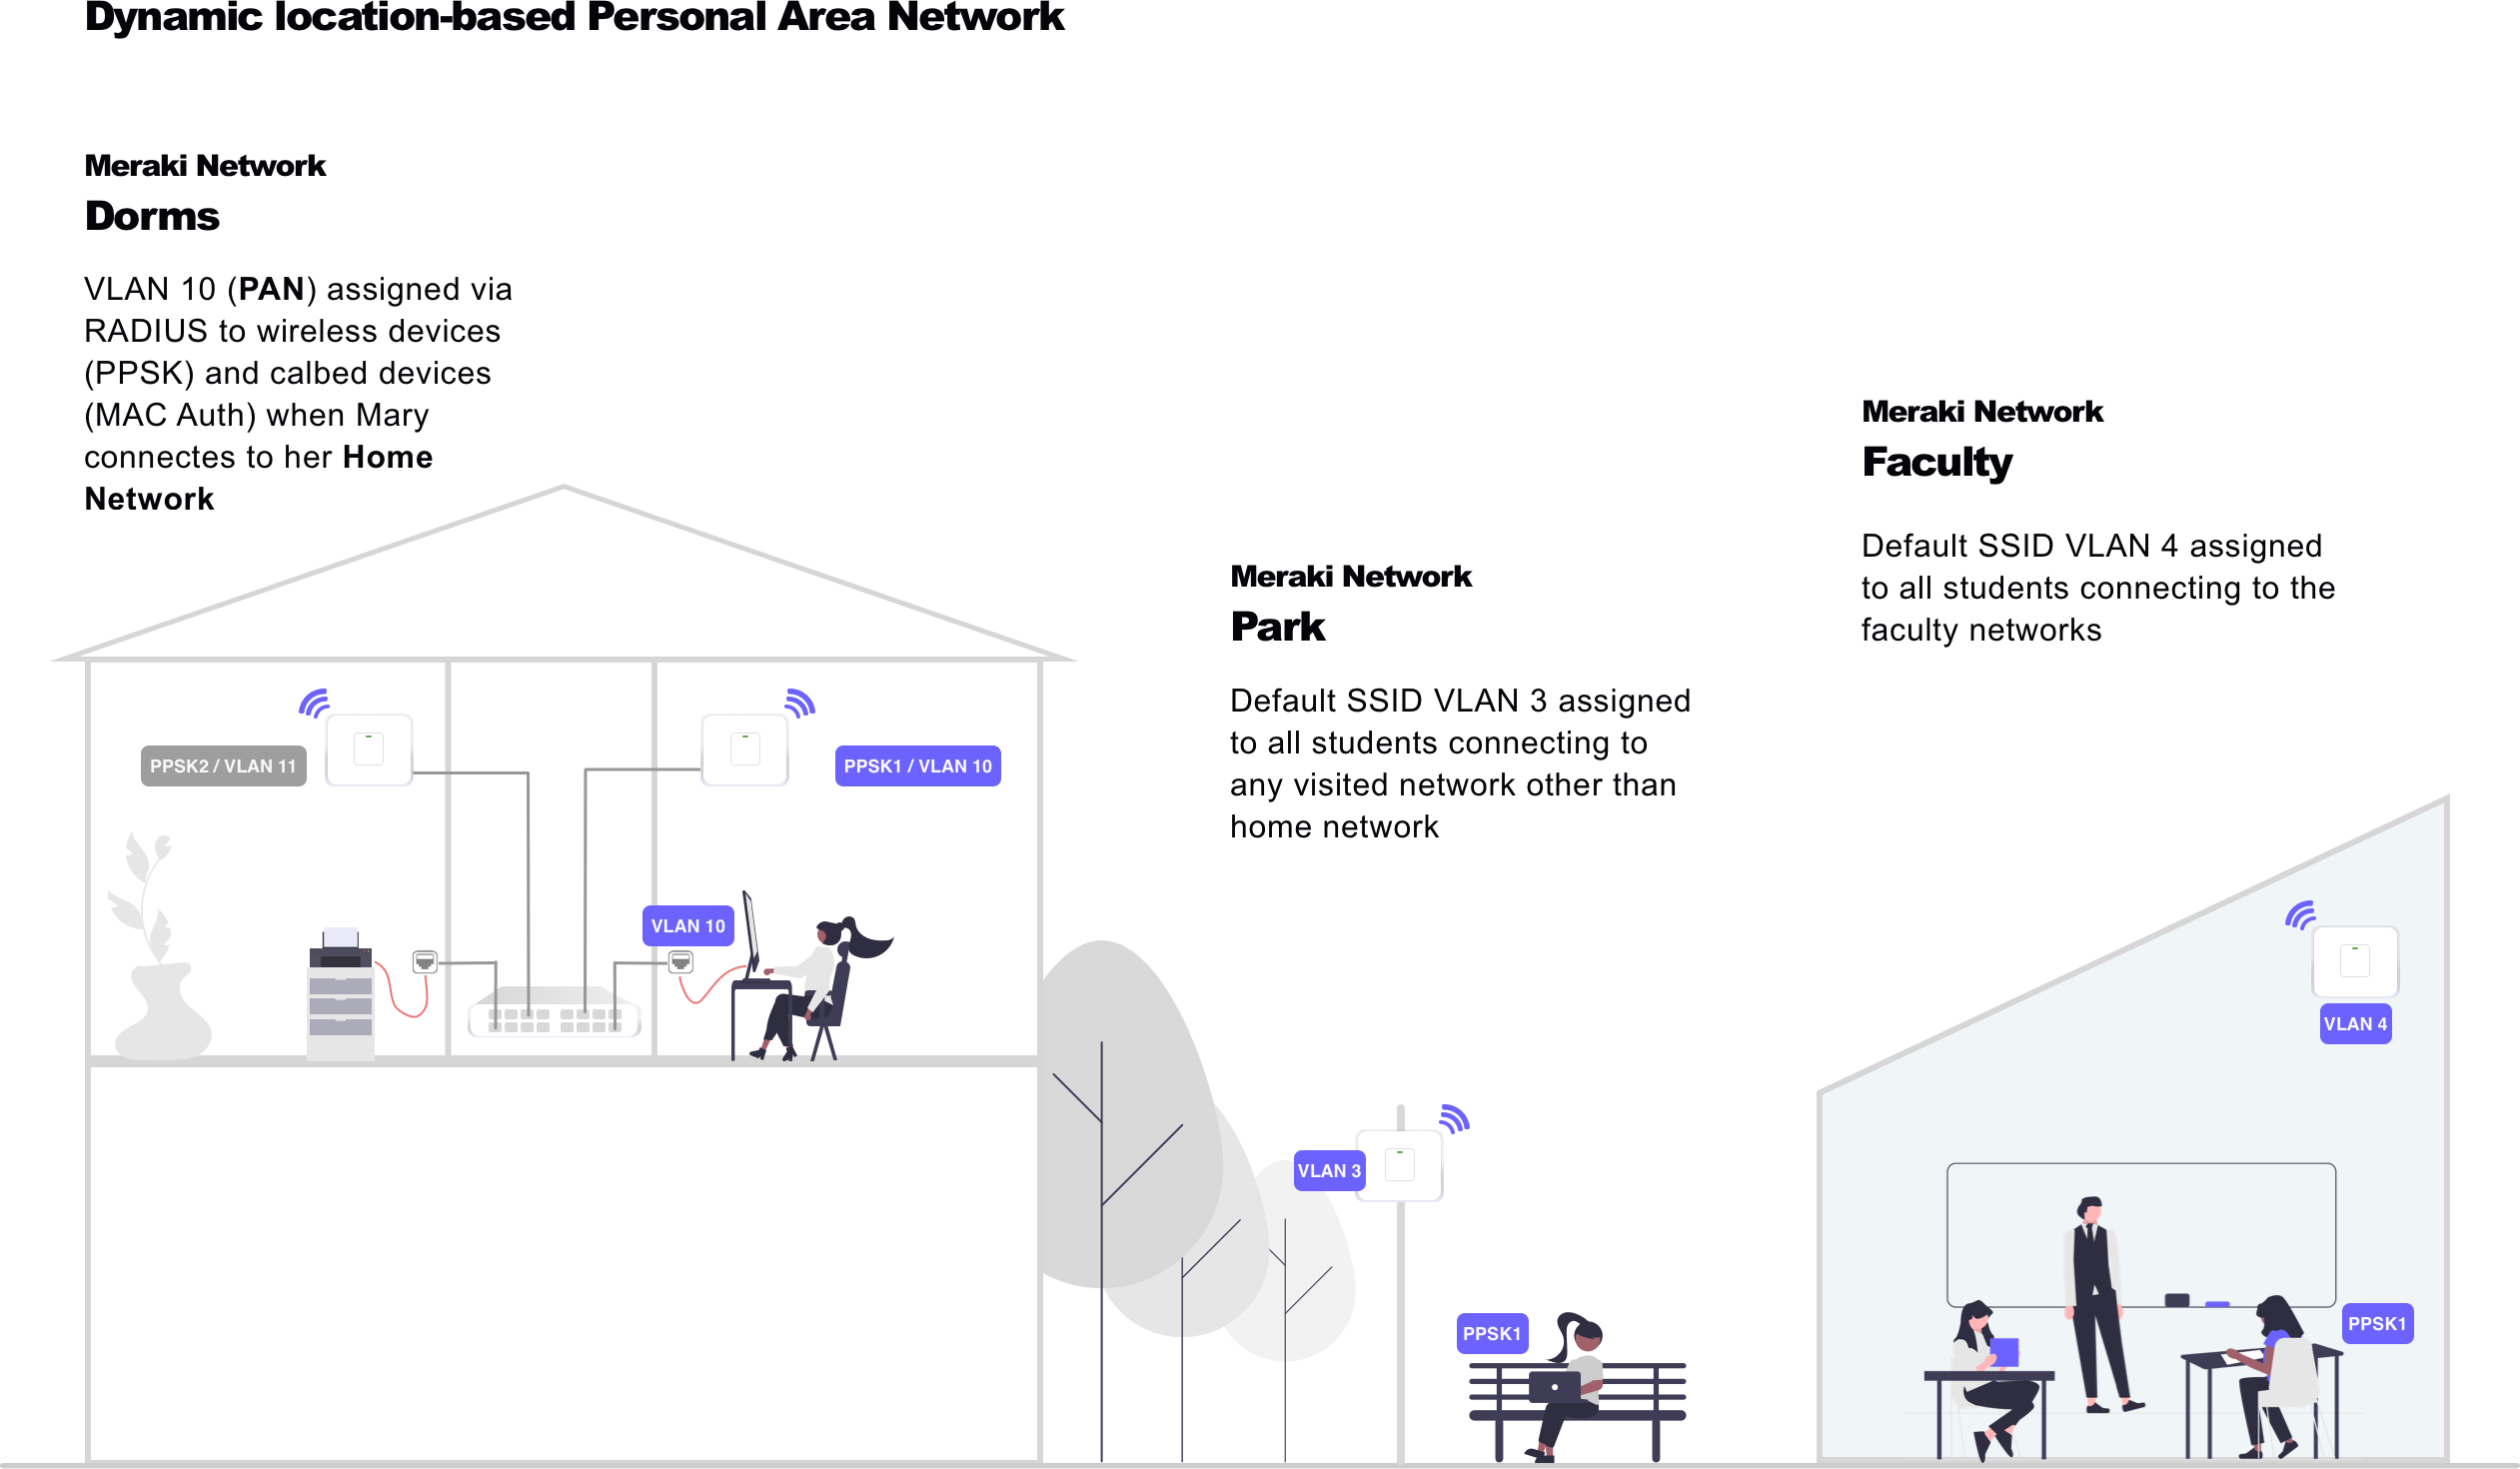 Dynamic location-based Personal Area Network
Meraki Network
Dorms
VLAN 10 (PAN) assigned via
RADIUS to wireless devices
(PPSK) and calbed devices
(MAC Auth) when Mary
connectes to her Home
Network
Meraki Network
Park
Default SSID VLAN 3 assigned
to all students connecting to
any visited network other than
home network
Meraki Network
Faculty
Default SSID VLAN 4 assigned
to all students connecting to the
faculty networks
PPSK2 / VLAN 11
PPSK1 / VLAN 10
VLAN 10
VLAN 3
PPSK1
VLAN 4
PPSK1